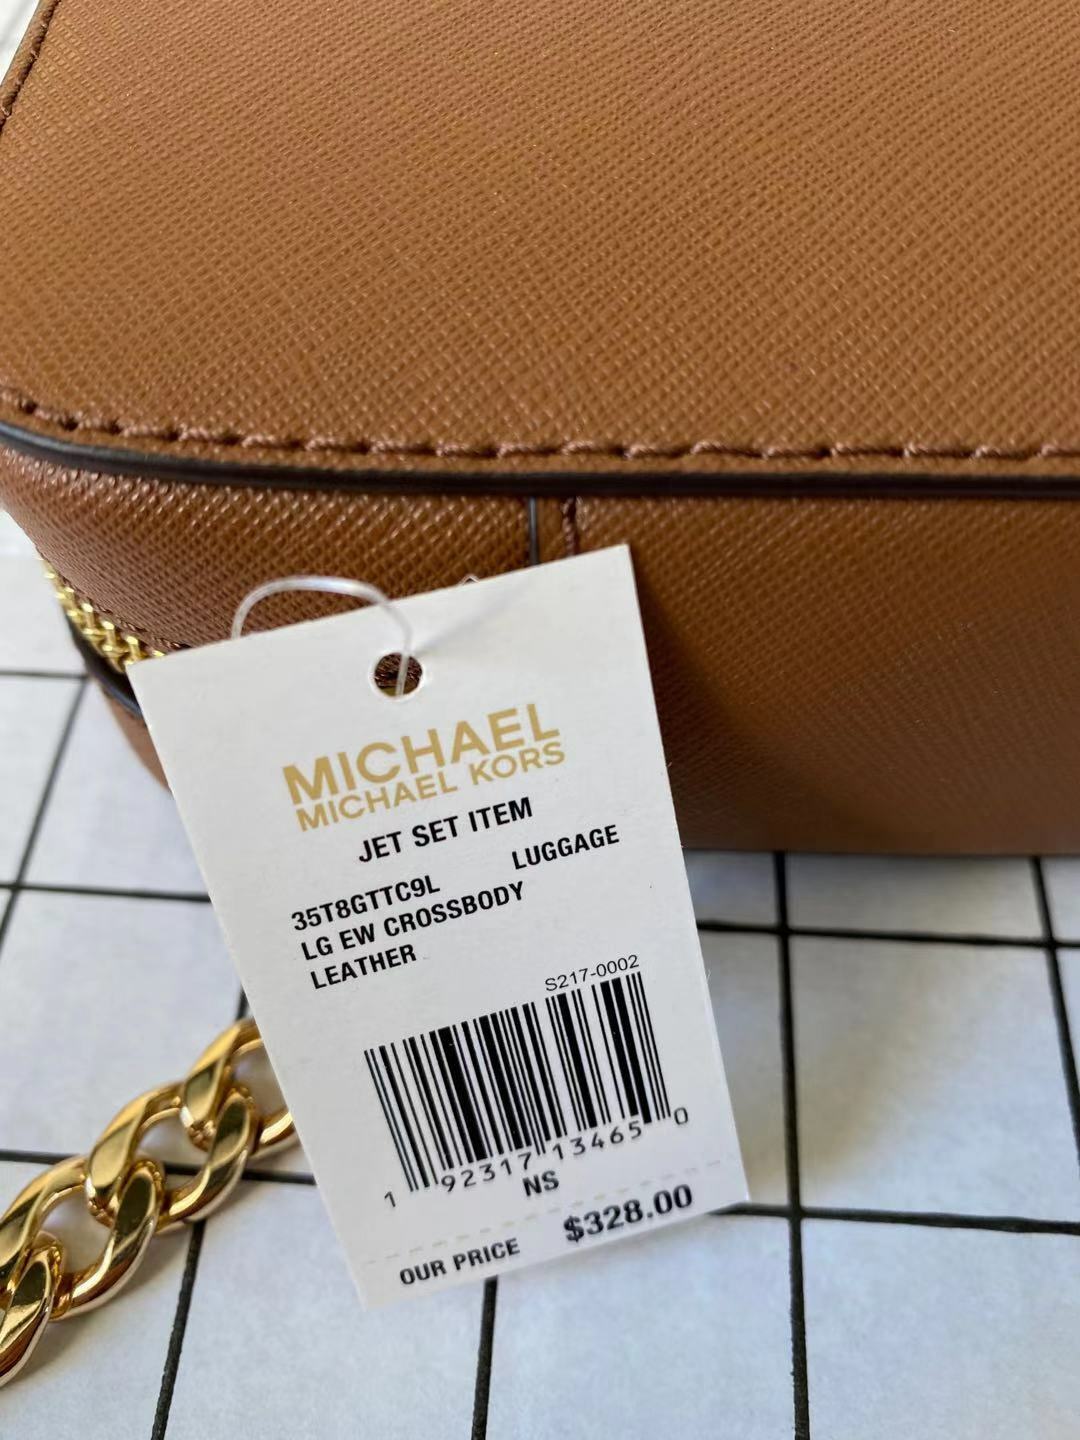 MICHAEL
MICHAEL KORS
JET SET ITEM
35T8GTTC9L LUGGAGE
LG EW CROSSBODY
LEATHER
S217-0002
1 92317 13465 0
NS
OUR PRICE $328.00